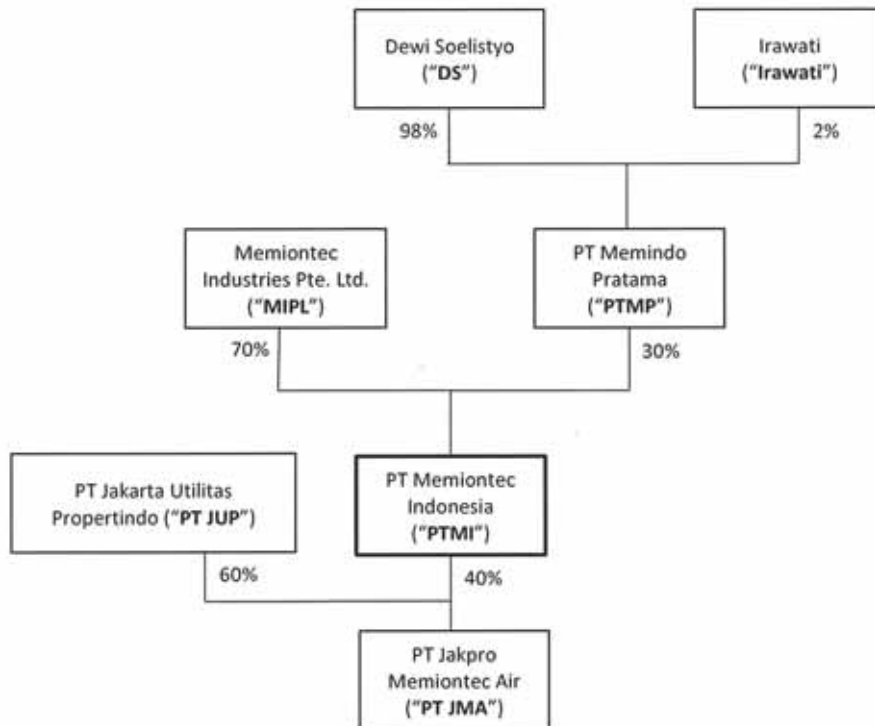 Dewi Soelistyo
("DS")
Irawati
("Irawati")
98%
2%
Memiontec
Industries Pte. Ltd.
("MIPL")
PT Memindo
Pratama
("PTMP")
70%
30%
PT Jakarta Utilitas
Propertindo ("PT JUP")
PT Memiontec
Indonesia
("PTMI")
60%
40%
PT Jakpro
Memiontec Air
("PT JMA")